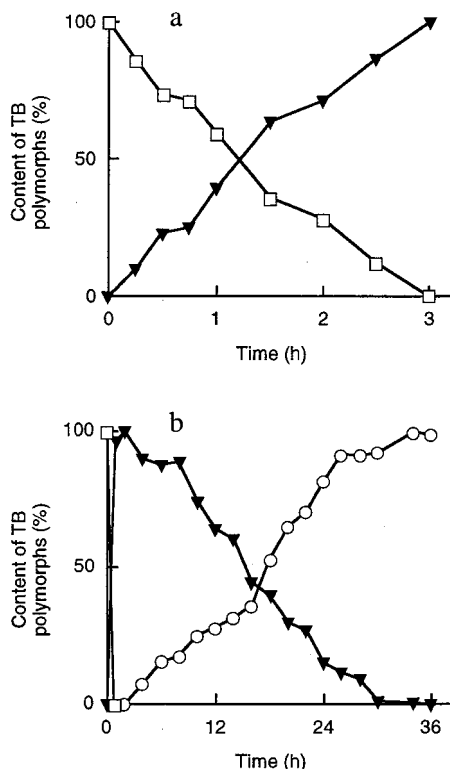 a
100
50
0
Content of TB
polymorphs (%)
0 1 2 3
Time (h)
b
100
50
0
Content of TB
polymorphs (%)
0 12 24 36
Time (h)